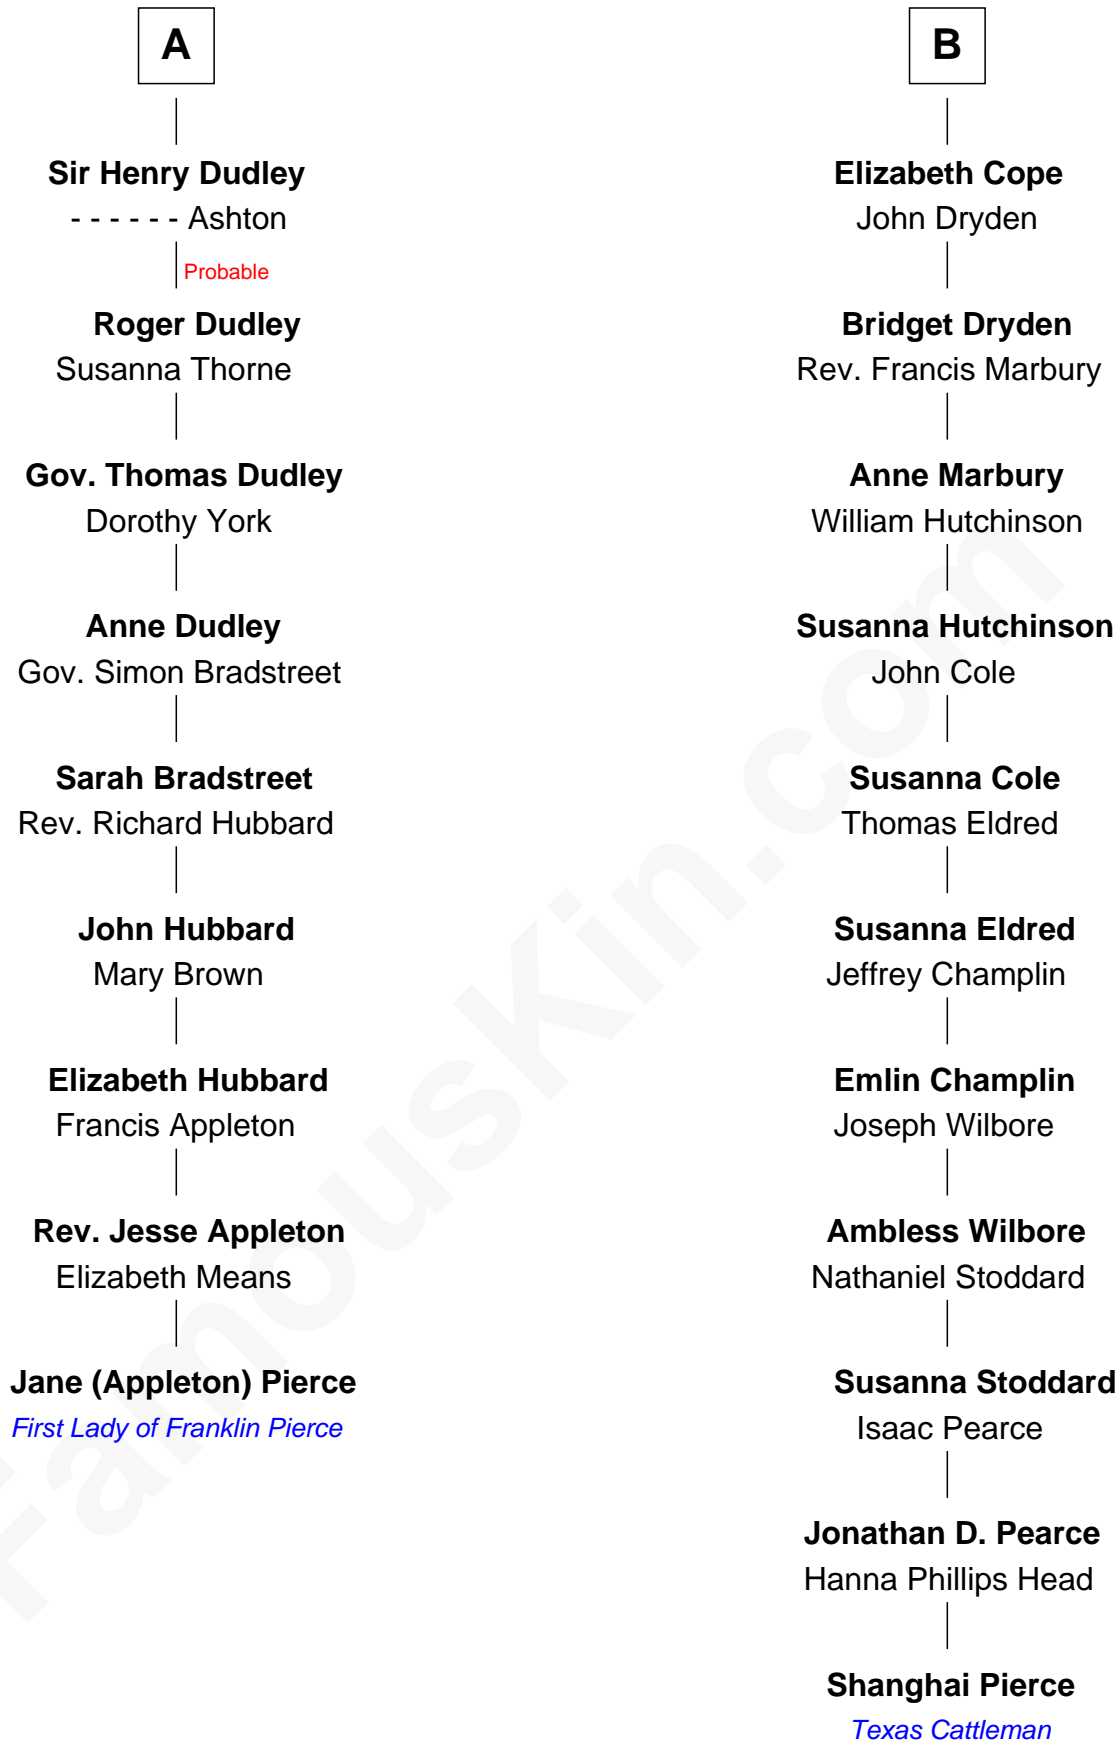 A
Sir Henry Dudley
- - - - - - Ashton
Probable
Roger Dudley
Susanna Thorne
Gov. Thomas Dudley
Dorothy York
Anne Dudley
Gov. Simon Bradstreet
Sarah Bradstreet
Rev. Richard Hubbard
John Hubbard
Mary Brown
Elizabeth Hubbard
Francis Appleton
Rev. Jesse Appleton
Elizabeth Means
Jane (Appleton) Pierce
First Lady of Franklin Pierce
B
Elizabeth Cope
John Dryden
Bridget Dryden
Rev. Francis Marbury
Anne Marbury
William Hutchinson
Susanna Hutchinson
John Cole
Susanna Cole
Thomas Eldred
Susanna Eldred
Jeffrey Champlin
Emlin Champlin
Joseph Wilbore
Ambless Wilbore
Nathaniel Stoddard
Susanna Stoddard
Isaac Pearce
Jonathan D. Pearce
Hanna Phillips Head
Shanghai Pierce
Texas Cattleman
FamousKin.com